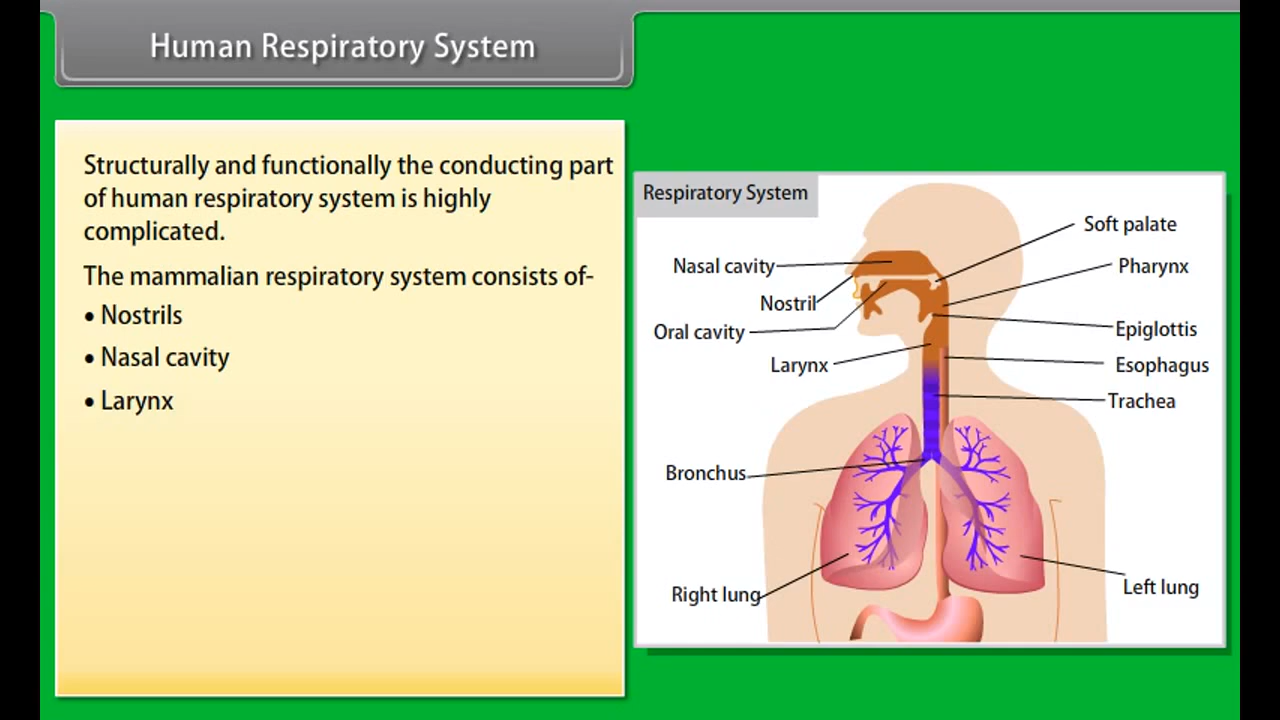 Human Respiratory System
Structurally and functionally the conducting part
of human respiratory system is highly
complicated.
The mammalian respiratory system consists of-
• Nostrils
• Nasal cavity
• Larynx
Respiratory System
Soft palate
Nasal cavity
Pharynx
Nostril
Oral cavity
Epiglottis
Larynx
Esophagus
Trachea
Bronchus
Right lung
Left lung